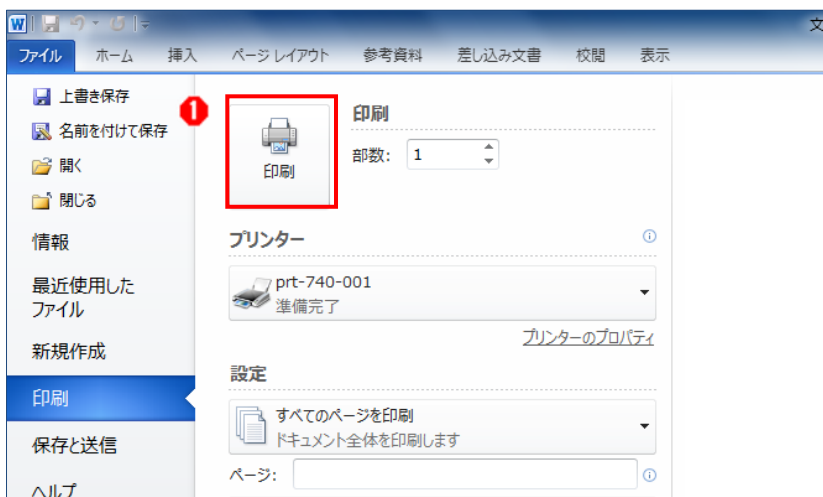 W
文
ファイル ホーム 挿入 ページ レイアウト 参考資料 差し込み文書 校閲 表示
上書き保存
名前を付けて保存
開く
閉じる
情報
最近使用した
ファイル
新規作成
印刷
保存と送信
ヘルプ
1
印刷
印刷
部数: 1
プリンター
prt-740-001
準備完了
プリンターのプロパティ
設定
すべてのページを印刷
ドキュメント全体を印刷します
ページ: